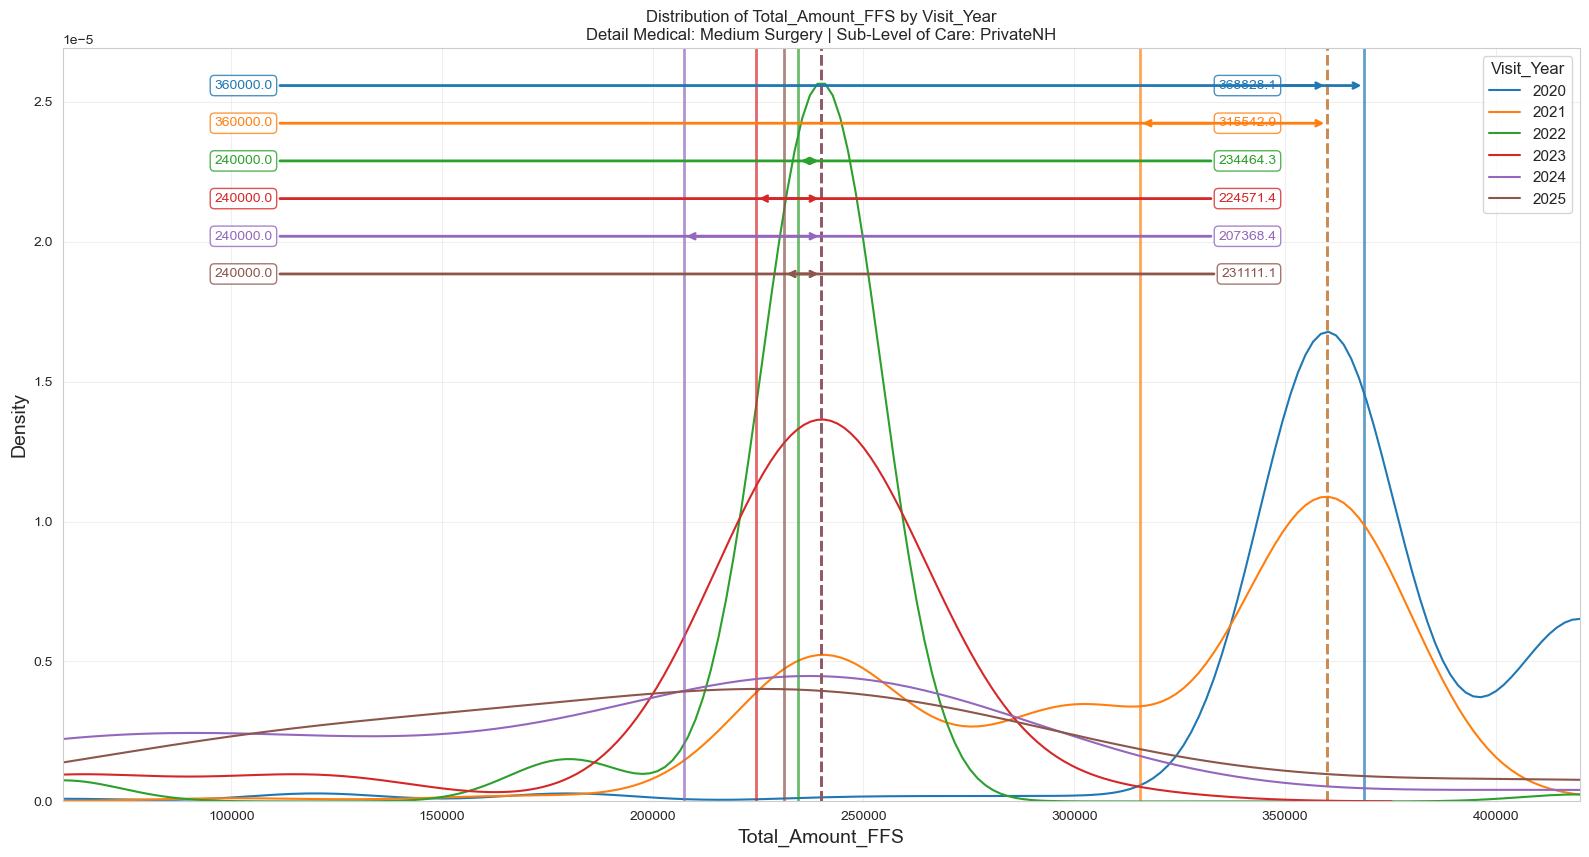 Distribution of Total_Amount_FFS by Visit_Year
Detail Medical: Medium Surgery | Sub-Level of Care: PrivateNH
1e−5
Visit_Year
2020
2021
2022
2023
2024
2025
360000.0 368828.1
360000.0 315542.9
240000.0 234464.3
240000.0 224571.4
240000.0 207368.4
240000.0 231111.1
2.5
2.0
1.5
1.0
0.5
0.0
Density
100000 150000 200000 250000 300000 350000 400000
Total_Amount_FFS